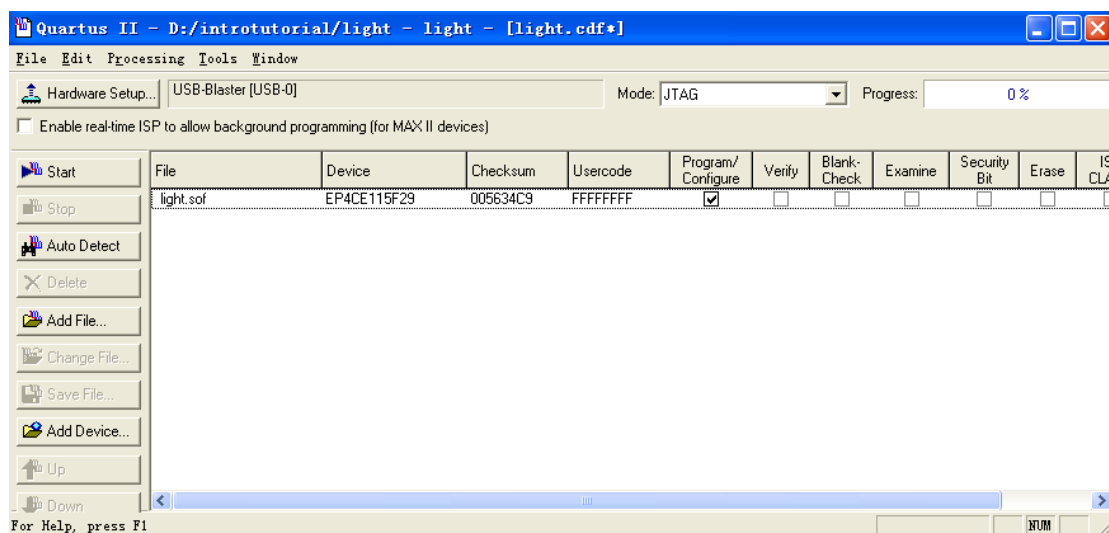 Quartus II - D:/introtutorial/light - light - [light.cdf*]
File Edit Processing Tools Window
Hardware Setup... USB-Blaster [USB-0] Mode: JTAG Progress: 0 %
Enable real-time ISP to allow background programming (for MAX II devices)
Start
Stop
Auto Detect
Delete
Add File...
Change File...
Save File...
Add Device...
Up
Down
File Device Checksum Usercode Program/ Configure Verify Blank- Check Examine Security Bit Erase
light.sof EP4CE115F29 005634C9 FFFFFFFF
For Help, press F1 NUM